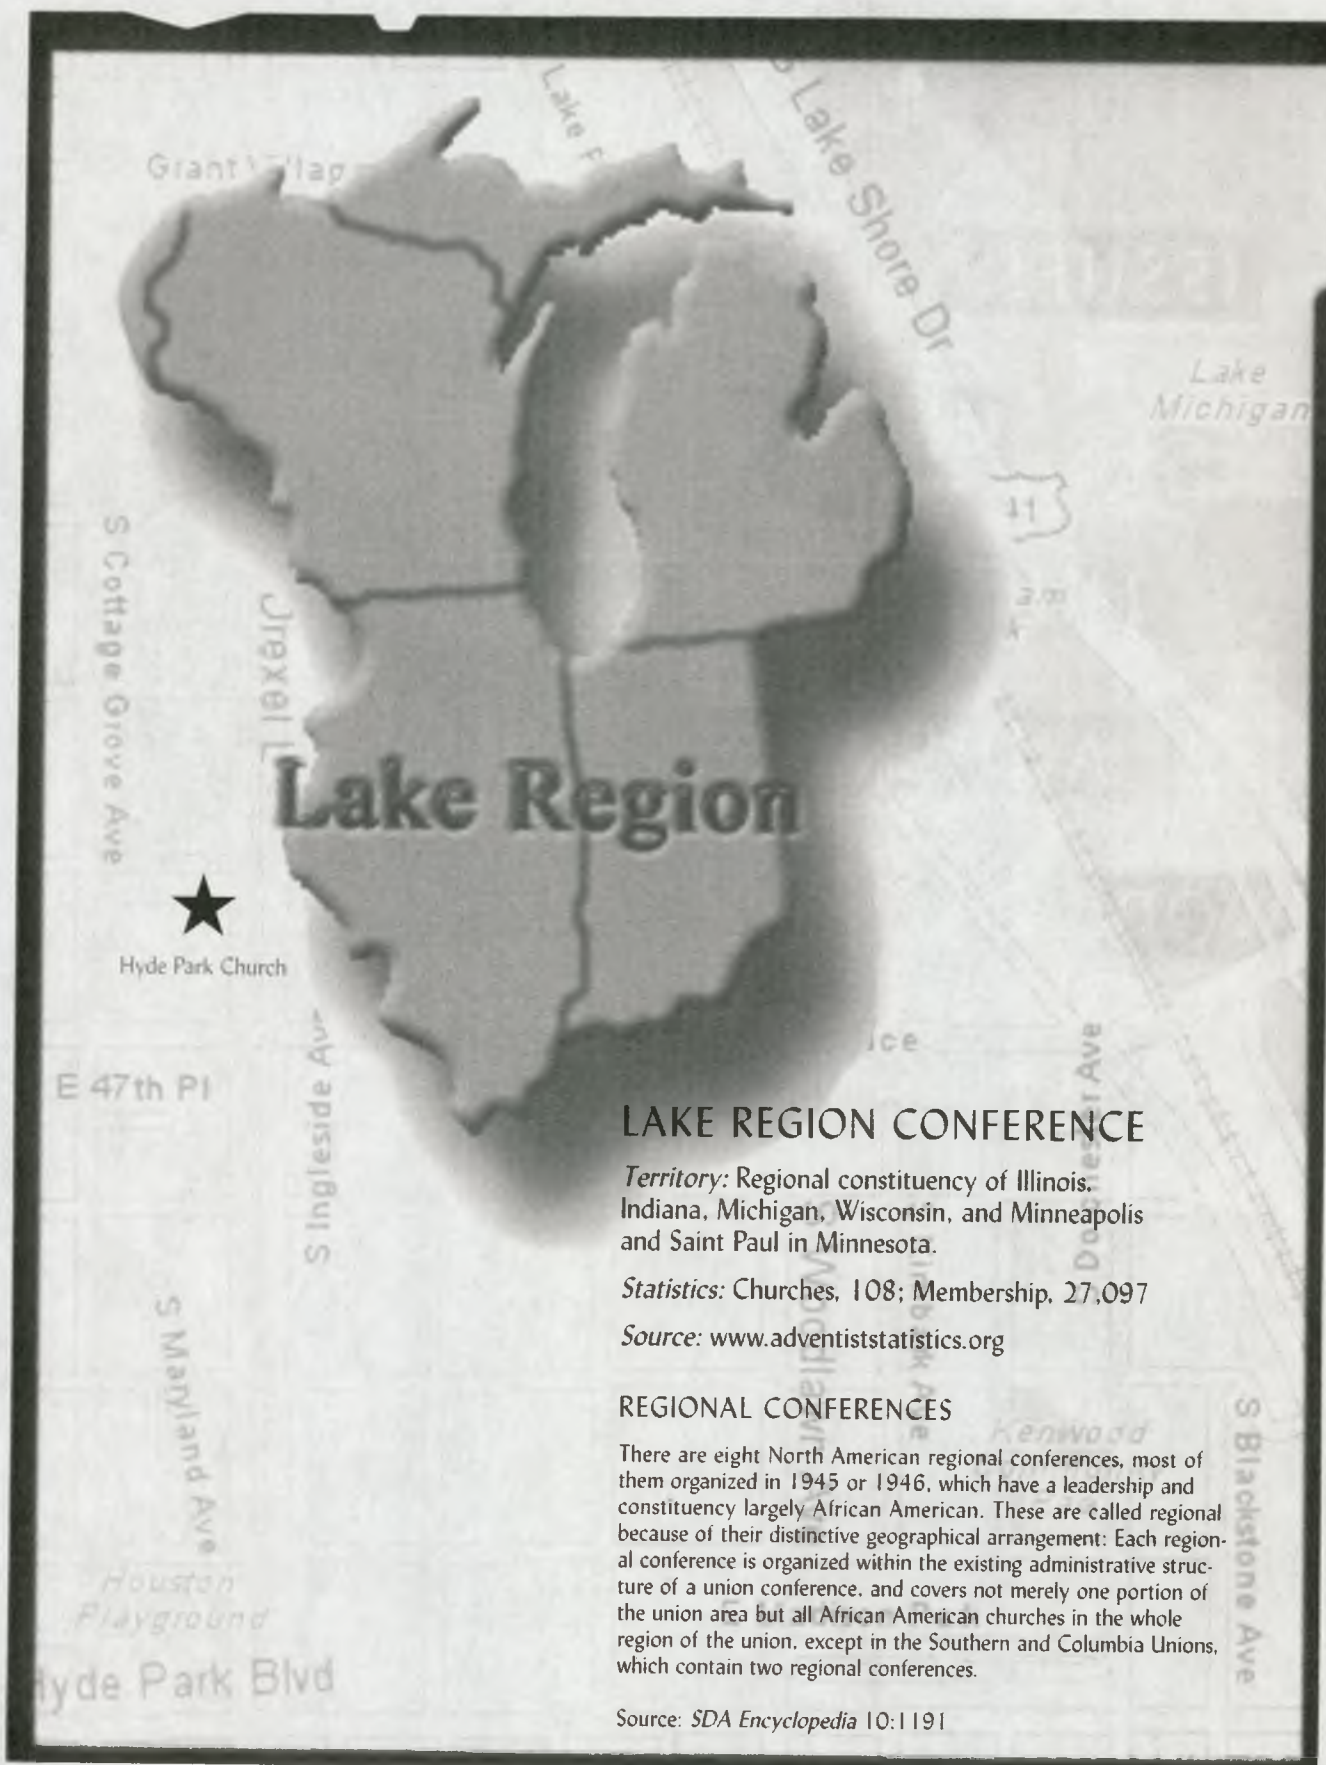 Lake
Grant
Lake Shore Dr
Lake
Michigan
S Cottage Grove Ave
Lake Region
Hyde Park Church
S Ingleside
E 47th Pl
LAKE REGION CONFERENCE
Territory: Regional constituency of Illinois,
Indiana, Michigan, Wisconsin, and Minneapolis
and Saint Paul in Minnesota.
Statistics: Churches, 108; Membership, 27,097
Source: www.adventiststatistics.org
S Maryland Ave
REGIONAL CONFERENCES
There are eight North American regional conferences, most of
them organized in 1945 or 1946, which have a leadership and
constituency largely African American. These are called regional
because of their distinctive geographical arrangement: Each region-
al conference is organized within the existing administrative struc-
ture of a union conference, and covers not merely one portion of
the union area but all African American churches in the whole
region of the union, except in the Southern and Columbia Unions,
which contain two regional conferences.
Source: SDA Encyclopedia 10:1191
Kenwood
S Blackstone Ave
Houston
Playground
Hyde Park Blvd